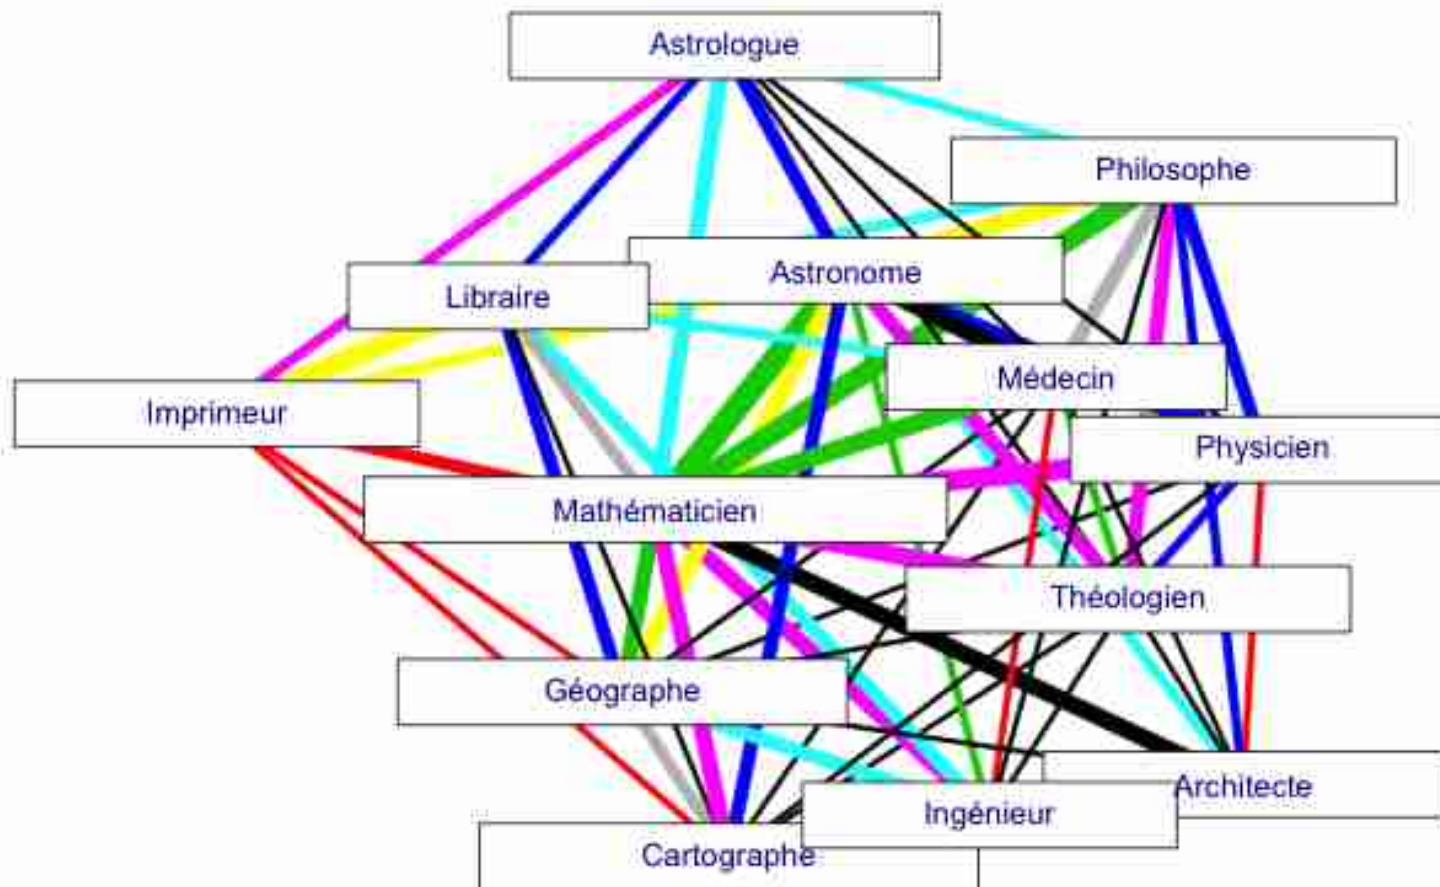 Astrologue
Philosophe
Astronome
Libraire
Médecin
Imprimeur
Physicien
Mathématicien
Théologien
Géographe
Architecte
Ingénieur
Cartographe